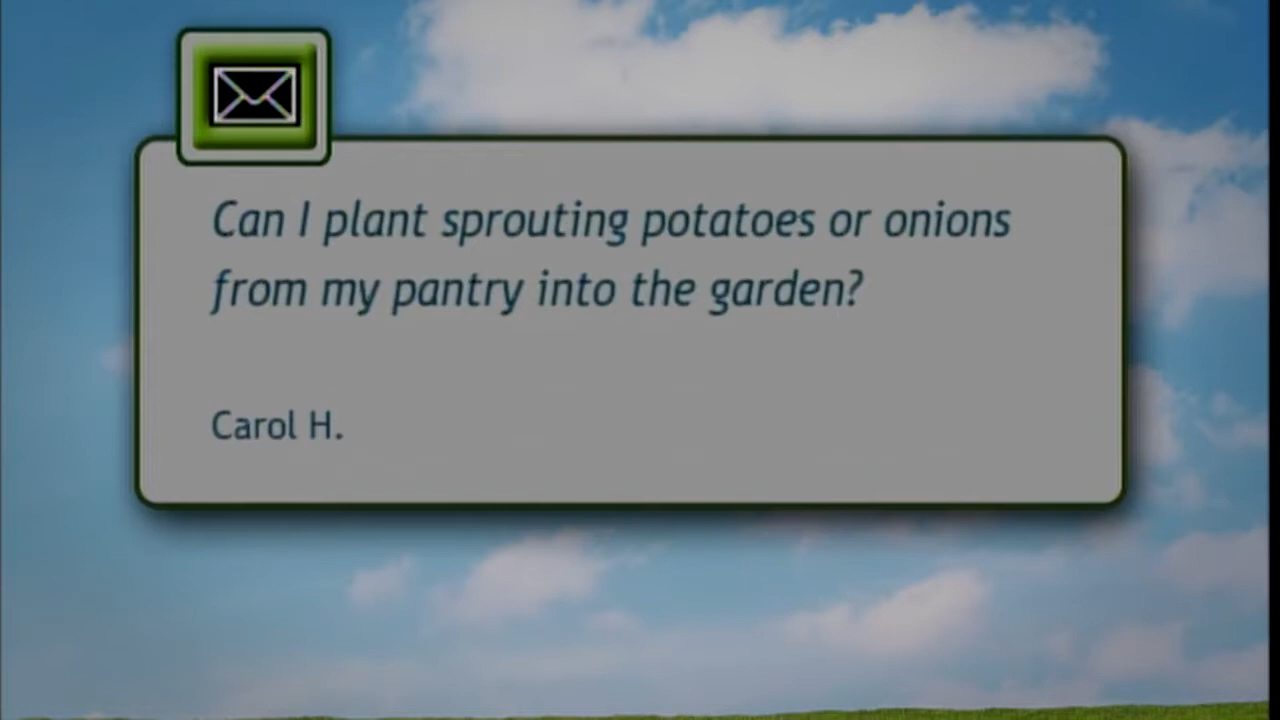 Can I plant sprouting potatoes or onions
from my pantry into the garden?
Carol H.